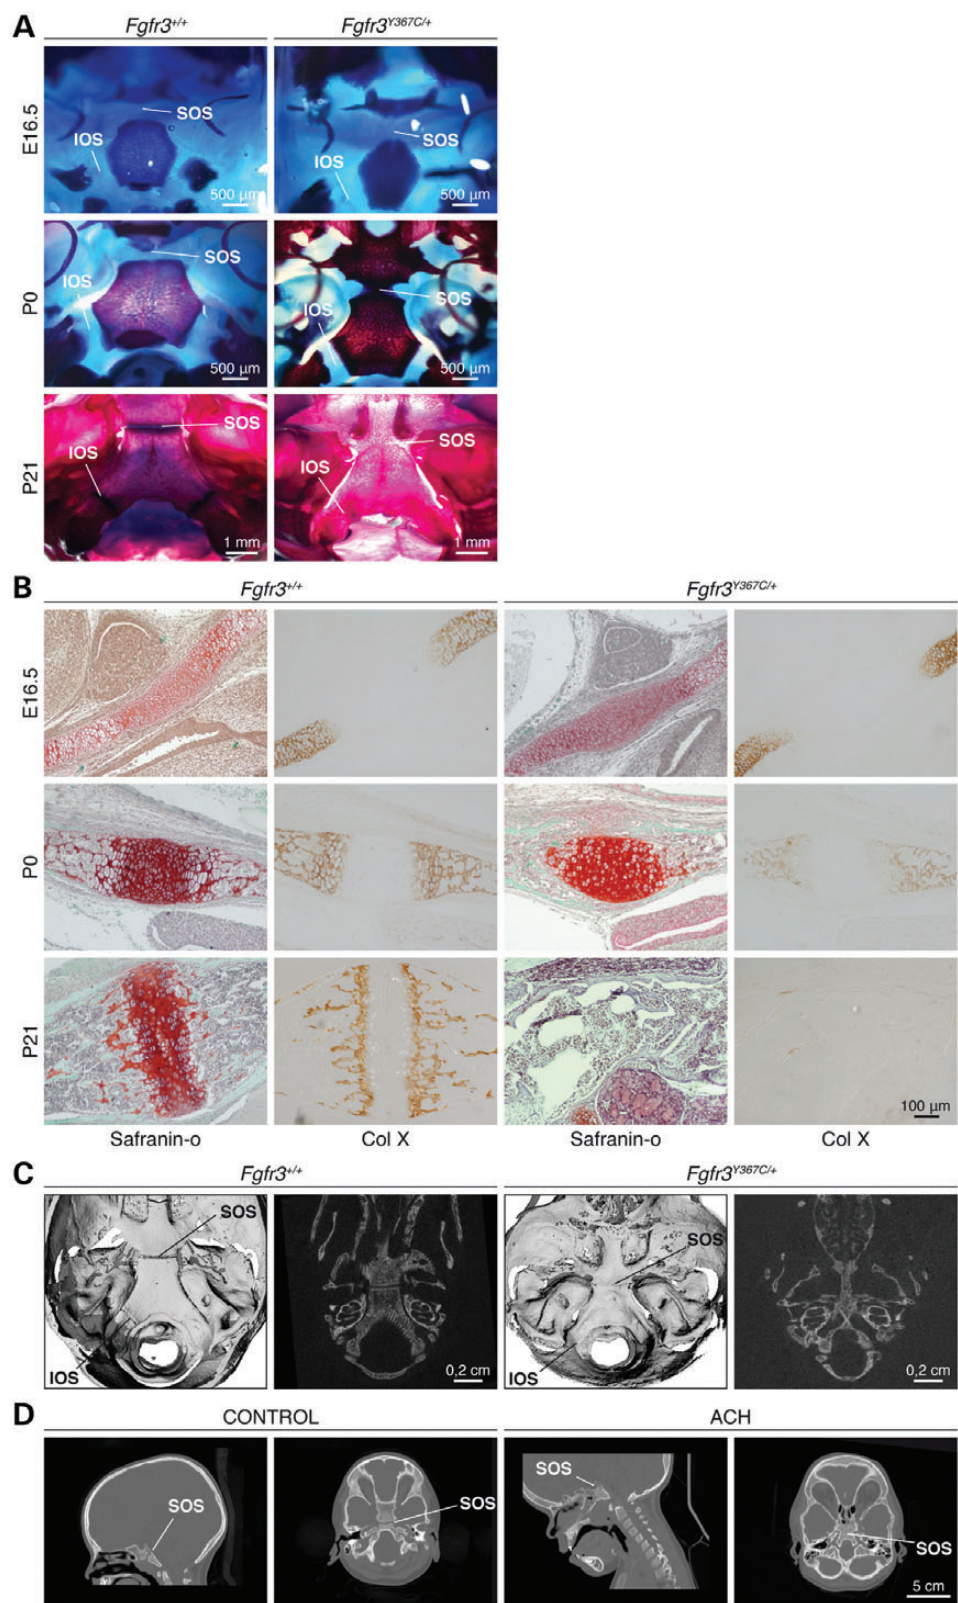 A
Fgfr3+/+ Fgfr3Y367C/+
E16.5
SOS
IOS
500 µm
SOS
IOS
500 µm
P0
SOS
IOS
500 µm
SOS
IOS
500 µm
P21
SOS
IOS
1 mm
SOS
IOS
1 mm
B
Fgfr3+/+ Fgfr3Y367C/+
E16.5
P0
P21
100 µm
Safranin-o Col X Safranin-o Col X
C
Fgfr3+/+ Fgfr3Y367C/+
SOS
IOS
0,2 cm
SOS
IOS
0,2 cm
D
CONTROL ACH
SOS
SOS
SOS
SOS
5 cm